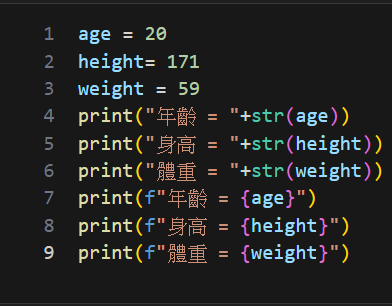 1 age = 20
2 height= 171
3 weight = 59
4 print("年齡 = "+str(age))
5 print("身高 = "+str(height))
6 print("體重 = "+str(weight))
7 print(f"年齡 = {age}")
8 print(f"身高 = {height}")
9 print(f"體重 = {weight}")